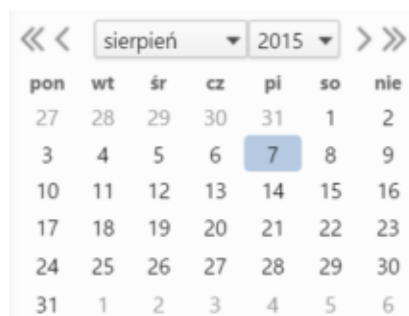 sierpień 2015
pon wt śr cz pi so nie
27 28 29 30 31 1 2
3 4 5 6 7 8 9
10 11 12 13 14 15 16
17 18 19 20 21 22 23
24 25 26 27 28 29 30
31 1 2 3 4 5 6